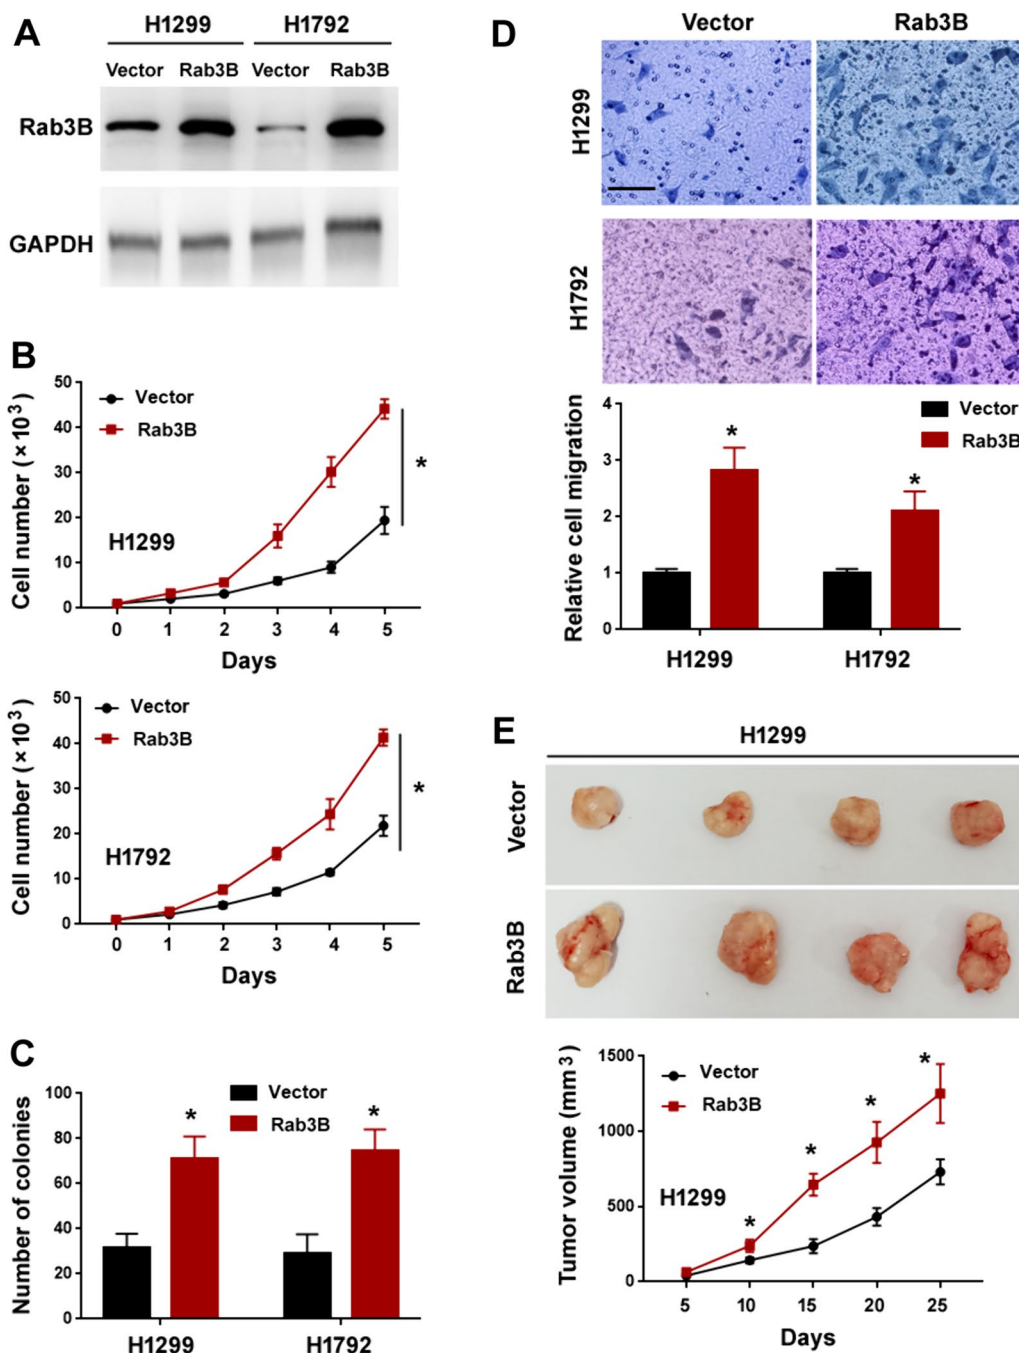 A
H1299 H1792
Vector Rab3B Vector Rab3B
Rab3B
GAPDH
B
Cell number (×10³)
50
40
30
20
10
0
Vector
Rab3B
*
H1299
0 1 2 3 4 5
Days
Cell number (×10³)
50
40
30
20
10
0
Vector
Rab3B
*
H1792
0 1 2 3 4 5
Days
C
Number of colonies
100
80
60
40
20
0
Vector
Rab3B
* *
H1299 H1792
D
Vector Rab3B
H1299
H1792
Relative cell migration
4
3
2
1
0
Vector
Rab3B
* *
H1299 H1792
E
H1299
Vector
Rab3B
Tumor volume (mm³)
1500
1000
500
0
Vector
Rab3B
* * * *
H1299
5 10 15 20 25
Days